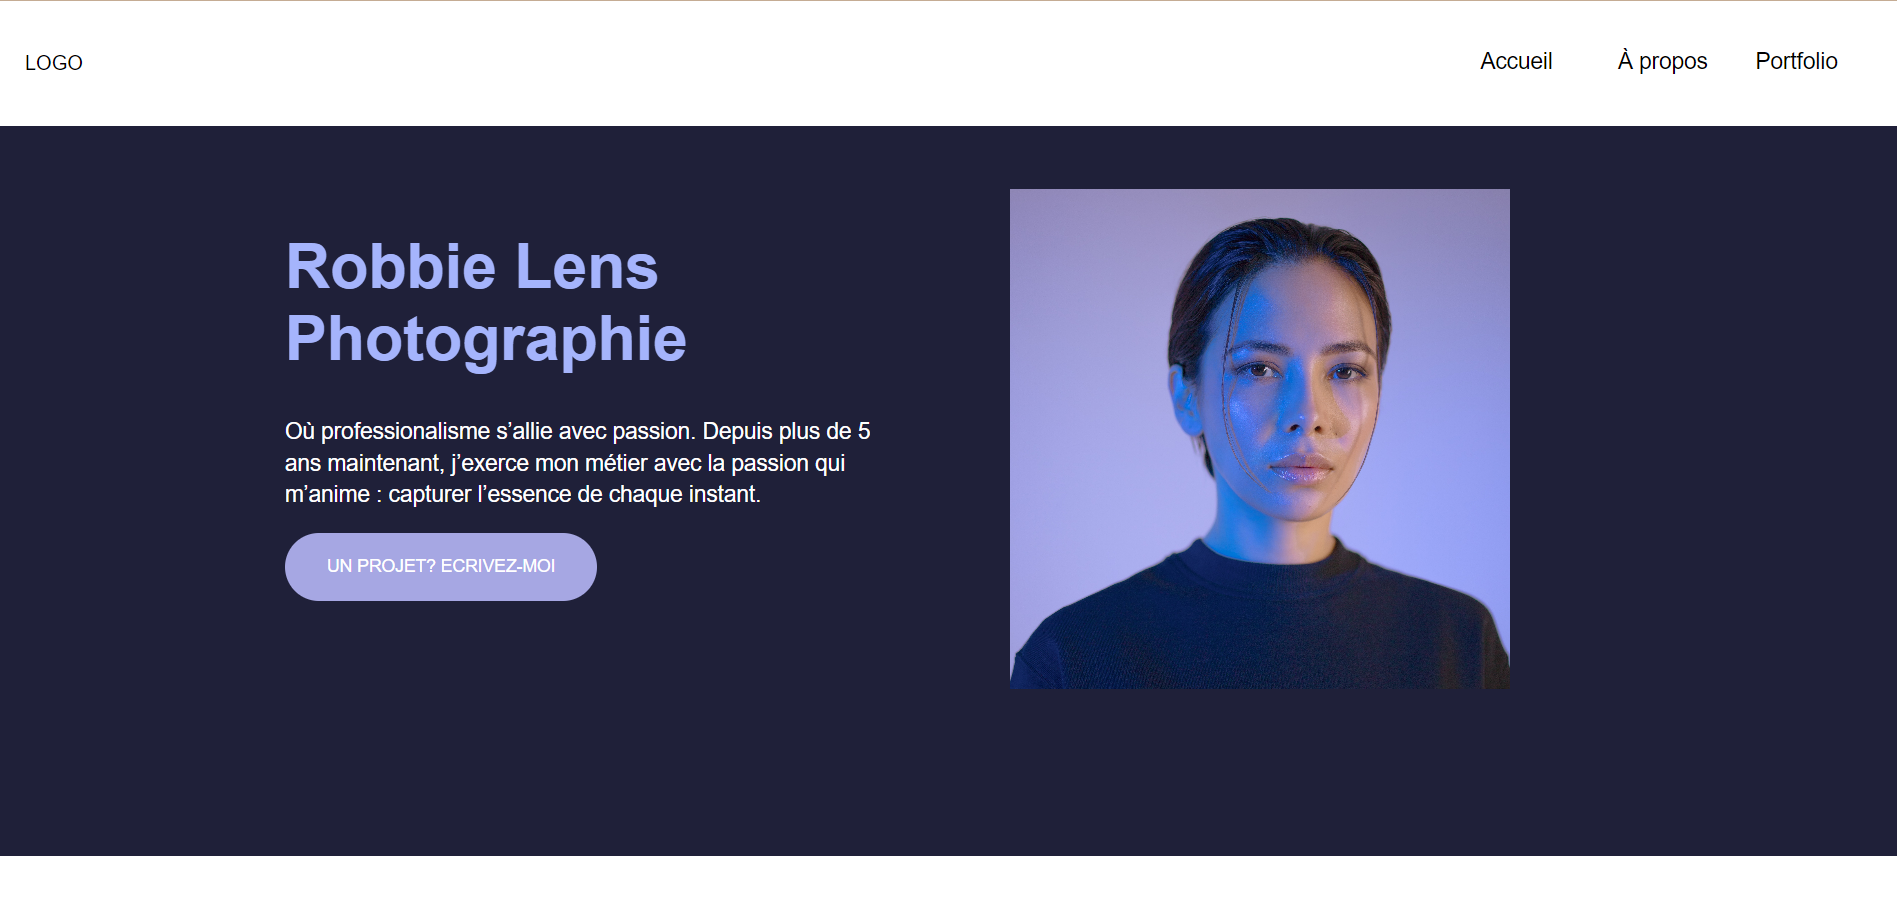 LOGO
Accueil
À propos
Portfolio
Robbie Lens
Photographie
Où professionalisme s’allie avec passion. Depuis plus de 5
ans maintenant, j’exerce mon métier avec la passion qui
m’anime : capturer l’essence de chaque instant.
UN PROJET? ECRIVEZ-MOI